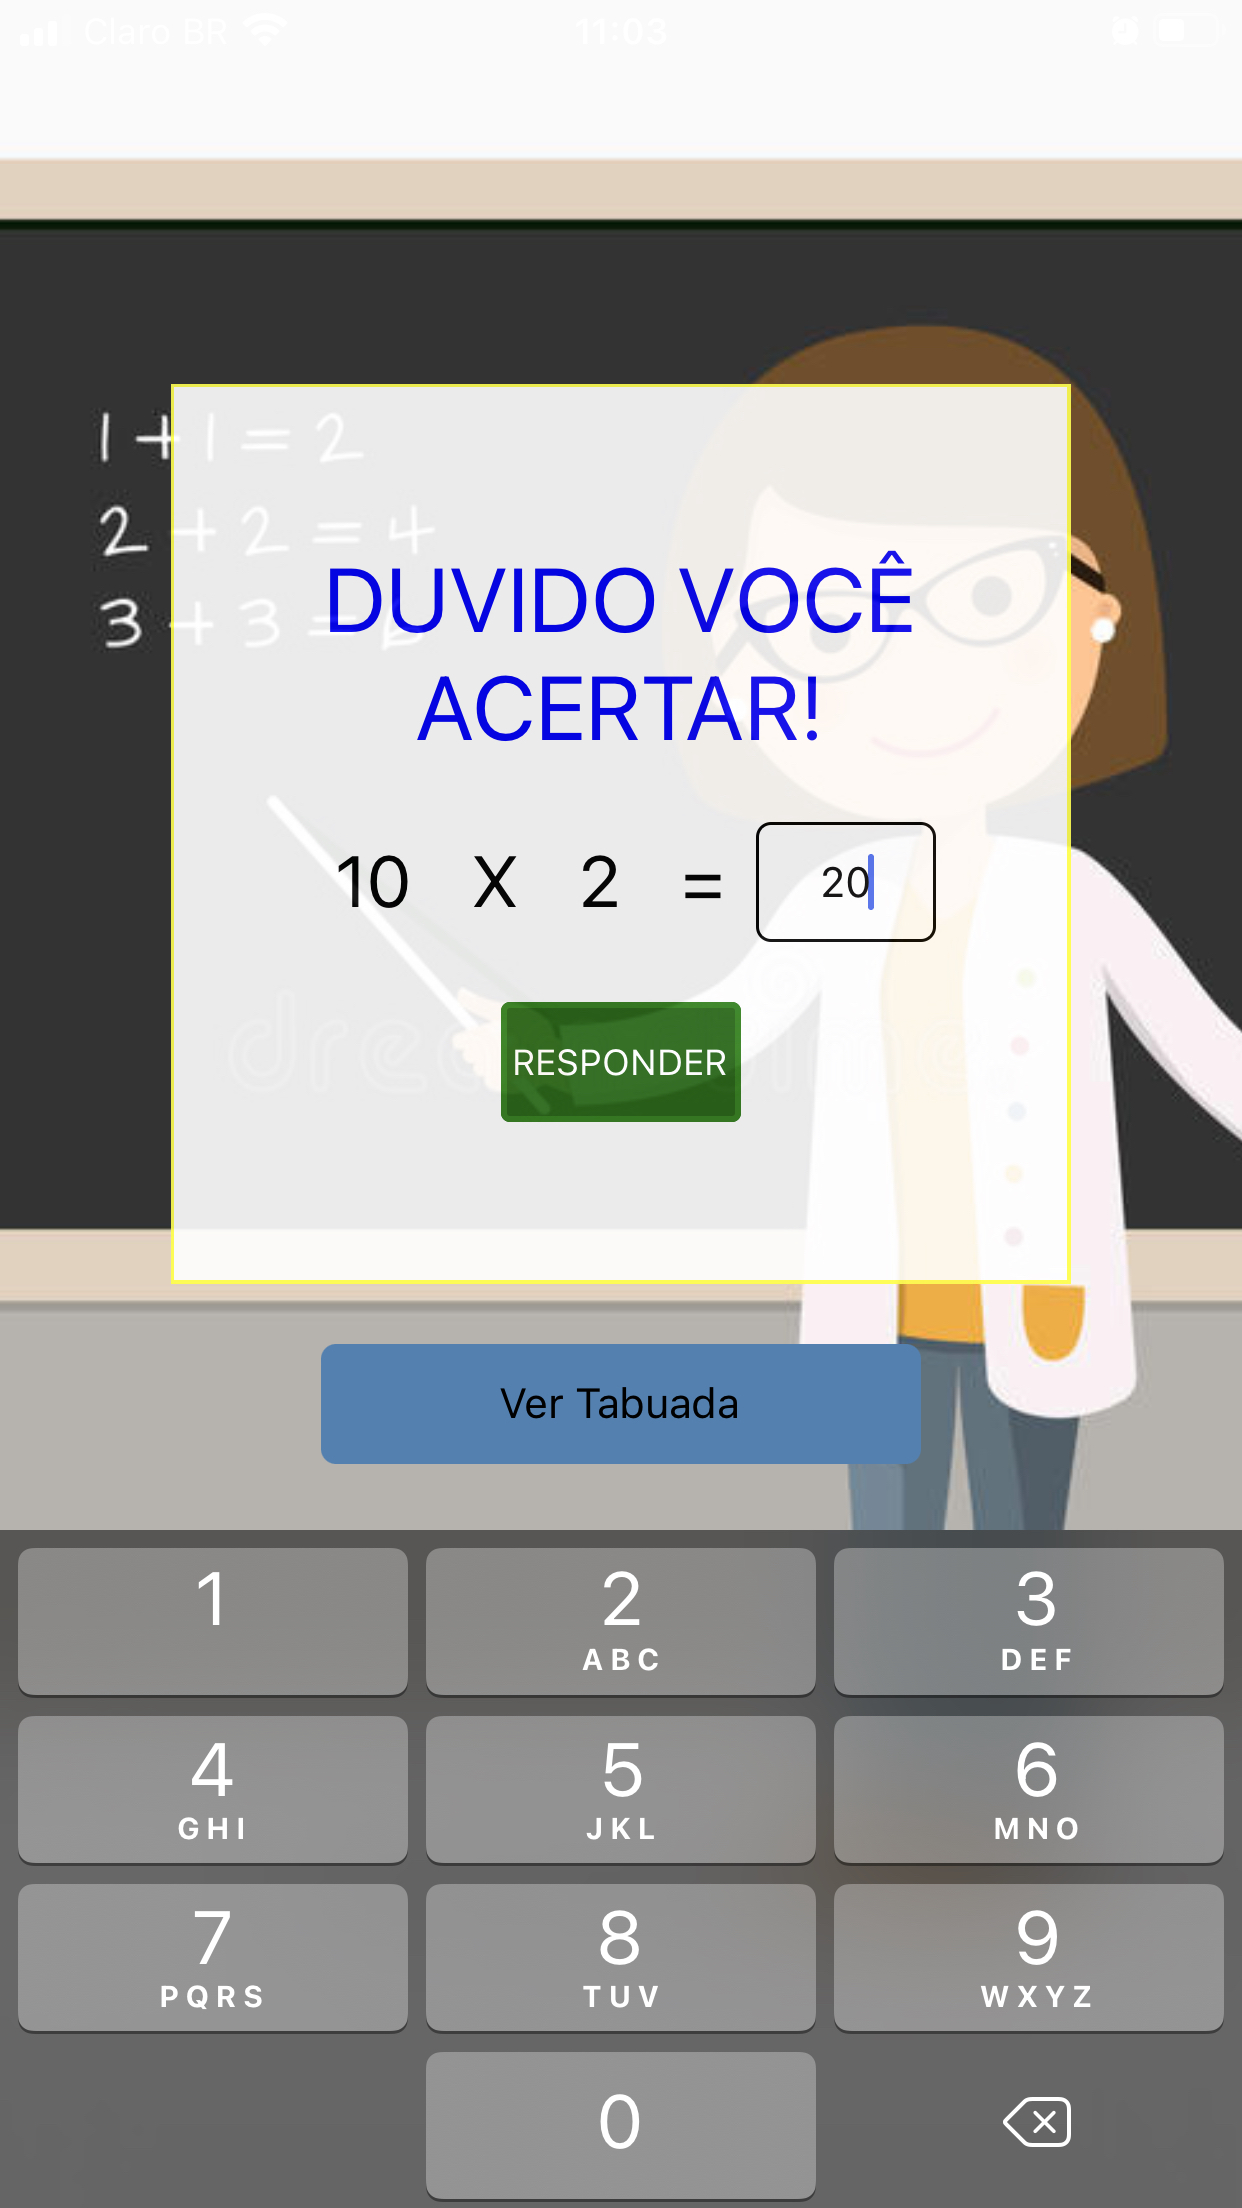 Claro BR 11:03
1 + 1 = 2
2 + 2 = 4
3 + 3 =
DUVIDO VOCÊ
ACERTAR!
10 X 2 = 20
RESPONDER
Ver Tabuada
1 2 3
ABC DEF
4 5 6
GHI JKL MNO
7 8 9
PQRS TUV WXYZ
0